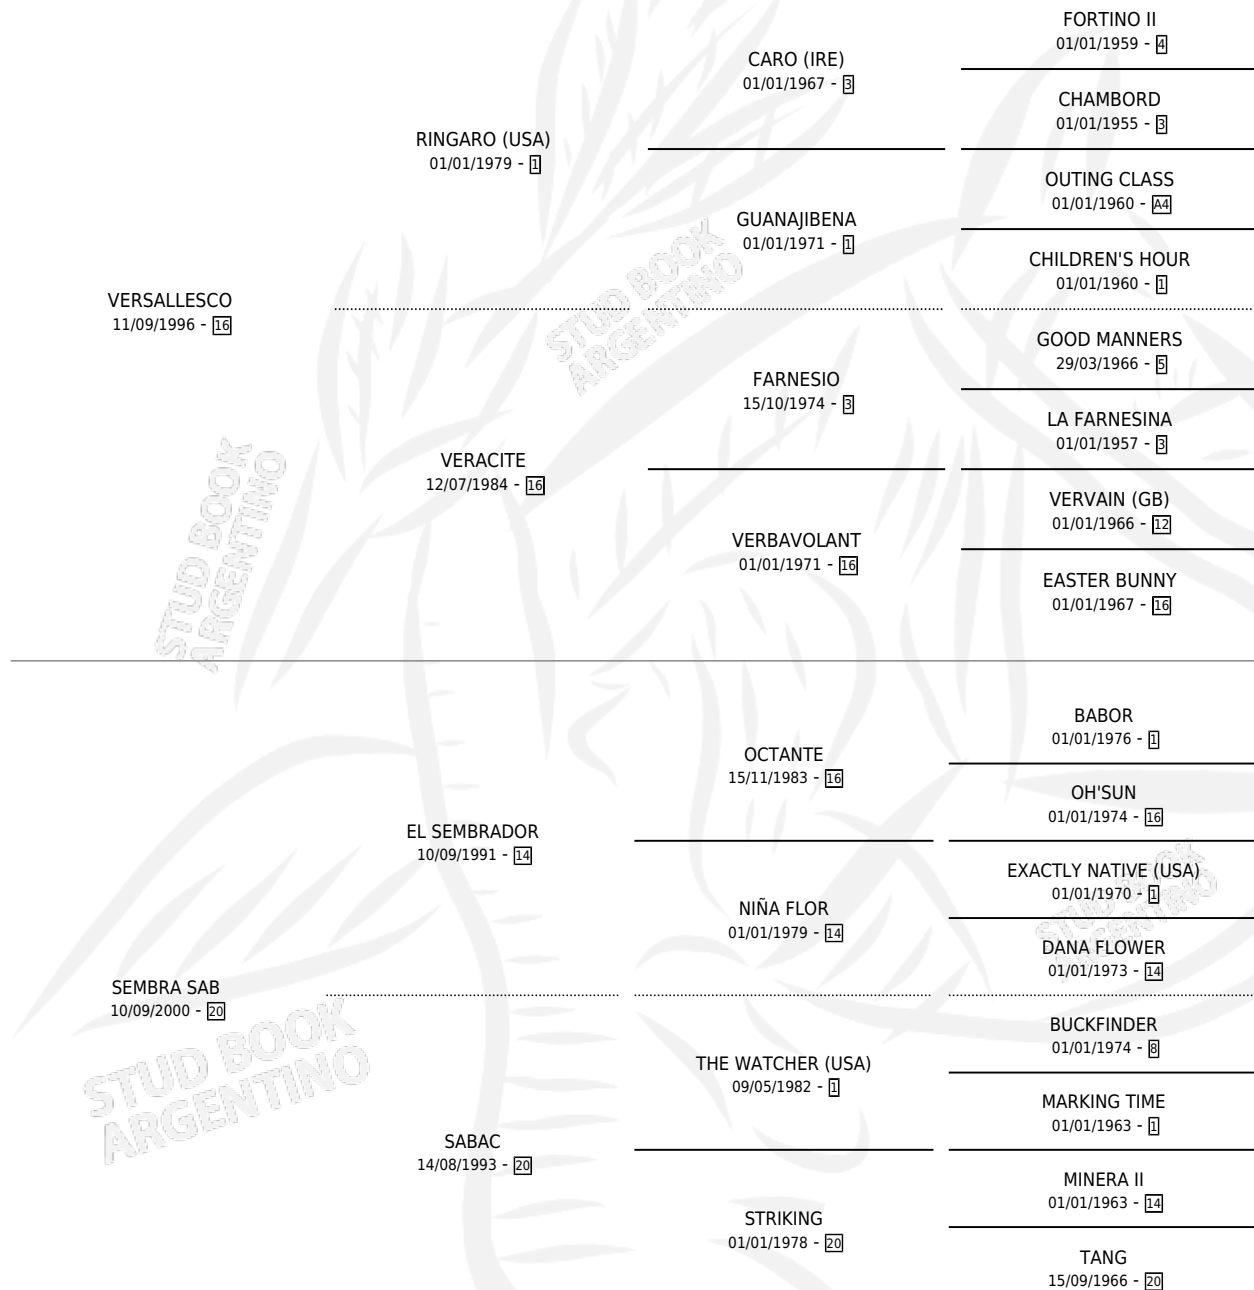 FORTINO II
01/01/1959 - 4
CARO (IRE)
01/01/1967 - 3
CHAMBORD
01/01/1955 - 3
RINGARO (USA)
01/01/1979 - 1
OUTING CLASS
01/01/1960 - A4
GUANAJIBENA
01/01/1971 - 1
CHILDREN'S HOUR
01/01/1960 - 1
VERSALLESCO
11/09/1996 - 16
GOOD MANNERS
29/03/1966 - 5
FARNESIO
15/10/1974 - 3
LA FARNESINA
01/01/1957 - 3
VERACITE
12/07/1984 - 16
VERVAIN (GB)
01/01/1966 - 12
VERBAVOLANT
01/01/1971 - 16
EASTER BUNNY
01/01/1967 - 16
STUD BOOK
ARGENTINO
STUD BOOK
ARGENTINO
BABOR
01/01/1976 - 1
OCTANTE
15/11/1983 - 16
OH'SUN
01/01/1974 - 16
EL SEMBRADOR
10/09/1991 - 14
EXACTLY NATIVE (USA)
01/01/1970 - 1
NIÑA FLOR
01/01/1979 - 14
DANA FLOWER
01/01/1973 - 14
SEMBRA SAB
10/09/2000 - 20
BUCKFINDER
01/01/1974 - 8
THE WATCHER (USA)
09/05/1982 - 1
MARKING TIME
01/01/1963 - 1
SABAC
14/08/1993 - 20
MINERA II
01/01/1963 - 14
STRIKING
01/01/1978 - 20
TANG
15/09/1966 - 20
STUD BOOK
ARGENTINO
STUD BOOK
ARGENTINO